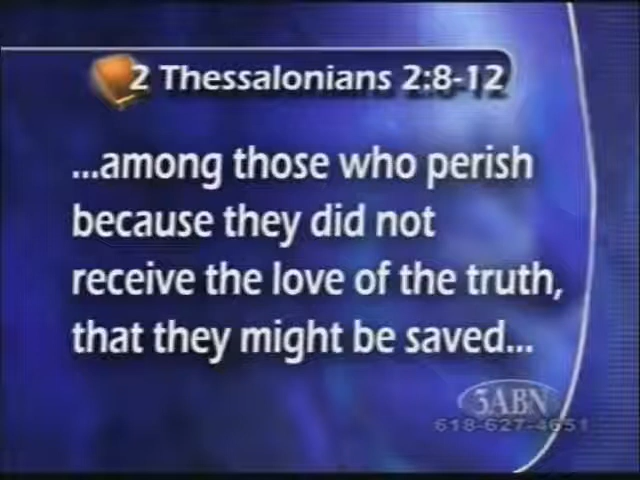 2 Thessalonians 2:8-12
...among those who perish
because they did not
receive the love of the truth,
that they might be saved...
3ABN
618-627-4651